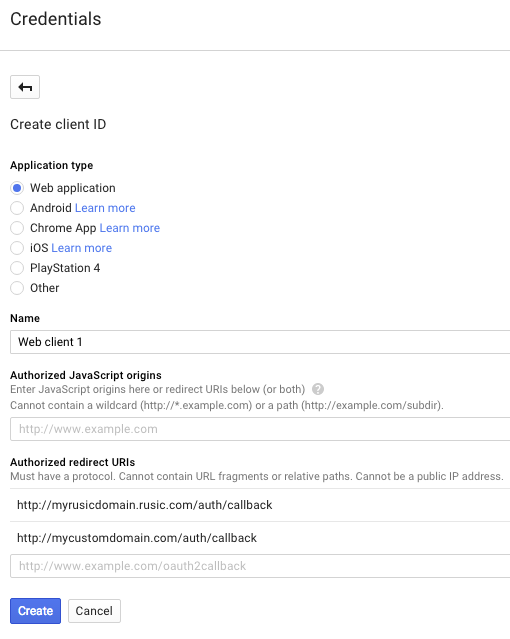 Credentials
Create client ID
Application type
Web application
Android Learn more
Chrome App Learn more
iOS Learn more
PlayStation 4
Other
Name
Web client 1
Authorized JavaScript origins
Enter JavaScript origins here or redirect URIs below (or both) ?
Cannot contain a wildcard (http://*.example.com) or a path (http://example.com/subdir).
http://www.example.com
Authorized redirect URIs
Must have a protocol. Cannot contain URL fragments or relative paths. Cannot be a public IP address.
http://myrusicdomain.rusic.com/auth/callback
http://mycustomdomain.com/auth/callback
http://www.example.com/oauth2callback
Create Cancel